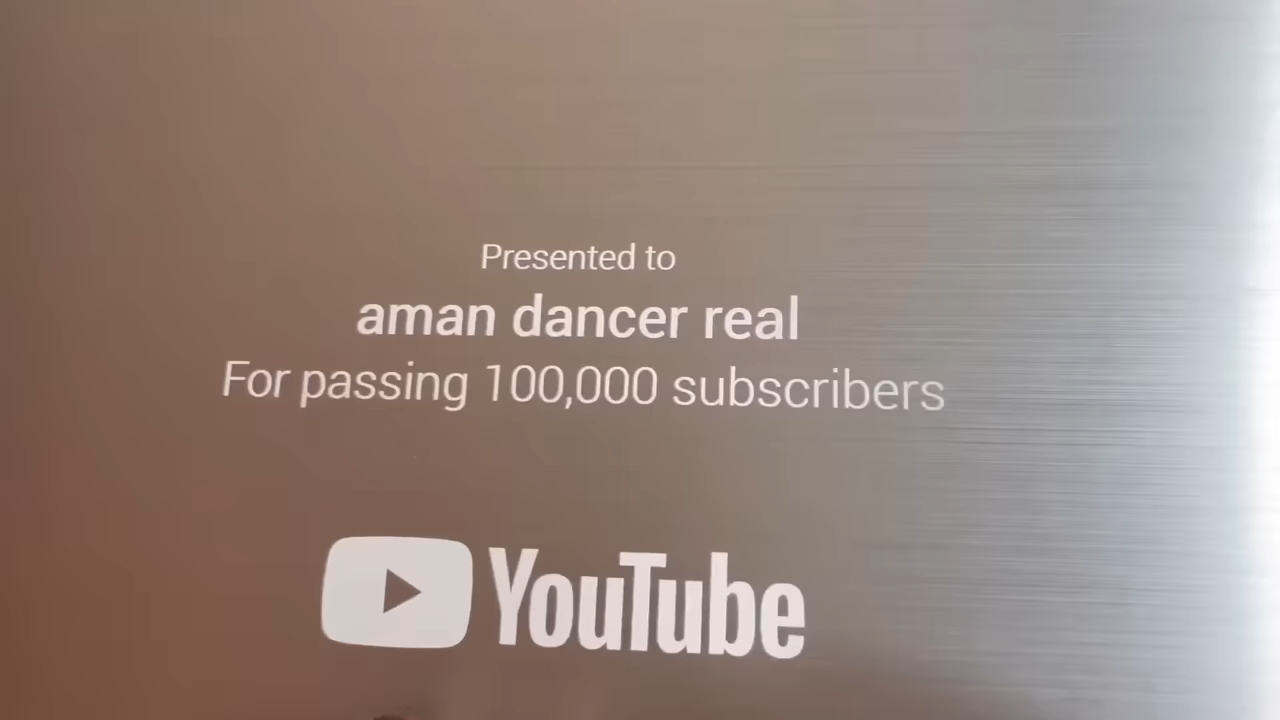 Presented to
aman dancer real
For passing 100,000 subscribers
YouTube